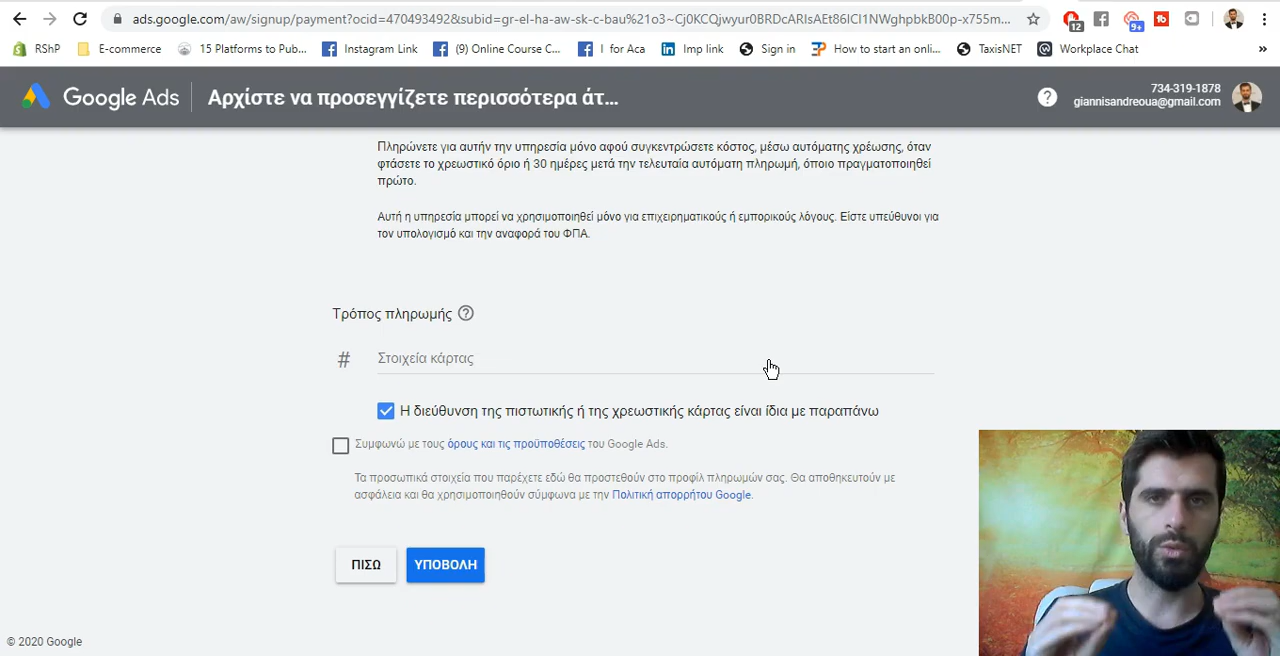 ads.google.com/aw/signup/payment?ocid=470493492&subid=gr-el-ha-aw-sk-c-bau%21o3~Cj0KCQjwyur0BRDcARIsAEt86ICI1NWghpbkB00p-x755m...
12
9+
RShP
E-commerce
15 Platforms to Pub...
Instagram Link
(9) Online Course C...
I for Aca
Imp link
Sign in
How to start an onli...
TaxisNET
Workplace Chat
»
Google Ads
Αρχίστε να προσεγγίζετε περισσότερα άτ...
734-319-1878
giannisandreoua@gmail.com
Πληρώνετε για αυτήν την υπηρεσία μόνο αφού συγκεντρώσετε κόστος, μέσω αυτόματης χρέωσης, όταν
φτάσετε το χρεωστικό όριο ή 30 ημέρες μετά την τελευταία αυτόματη πληρωμή, όποιο πραγματοποιηθεί
πρώτο.
Αυτή η υπηρεσία μπορεί να χρησιμοποιηθεί μόνο για επιχειρηματικούς ή εμπορικούς λόγους. Είστε υπεύθυνοι για
τον υπολογισμό και την αναφορά του ΦΠΑ.
Τρόπος πληρωμής
# Στοιχεία κάρτας
Η διεύθυνση της πιστωτικής ή της χρεωστικής κάρτας είναι ίδια με παραπάνω
Συμφωνώ με τους όρους και τις προϋποθέσεις του Google Ads.
Τα προσωπικά στοιχεία που παρέχετε εδώ θα προστεθούν στο προφίλ πληρωμών σας. Θα αποθηκευτούν με
ασφάλεια και θα χρησιμοποιηθούν σύμφωνα με την Πολιτική απορρήτου Google.
ΠΙΣΩ
ΥΠΟΒΟΛΗ
© 2020 Google